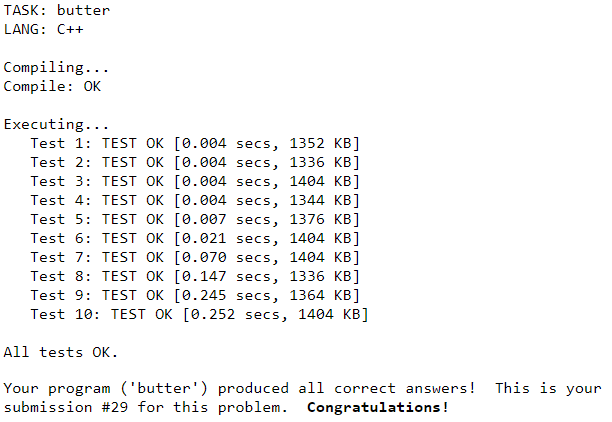 TASK: butter
LANG: C++
Compiling...
Compile: OK
Executing...
Test 1: TEST OK [0.004 secs, 1352 KB]
Test 2: TEST OK [0.004 secs, 1336 KB]
Test 3: TEST OK [0.004 secs, 1404 KB]
Test 4: TEST OK [0.004 secs, 1344 KB]
Test 5: TEST OK [0.007 secs, 1376 KB]
Test 6: TEST OK [0.021 secs, 1404 KB]
Test 7: TEST OK [0.070 secs, 1404 KB]
Test 8: TEST OK [0.147 secs, 1336 KB]
Test 9: TEST OK [0.245 secs, 1364 KB]
Test 10: TEST OK [0.252 secs, 1404 KB]
All tests OK.
Your program ('butter') produced all correct answers!  This is your
submission #29 for this problem.  Congratulations!